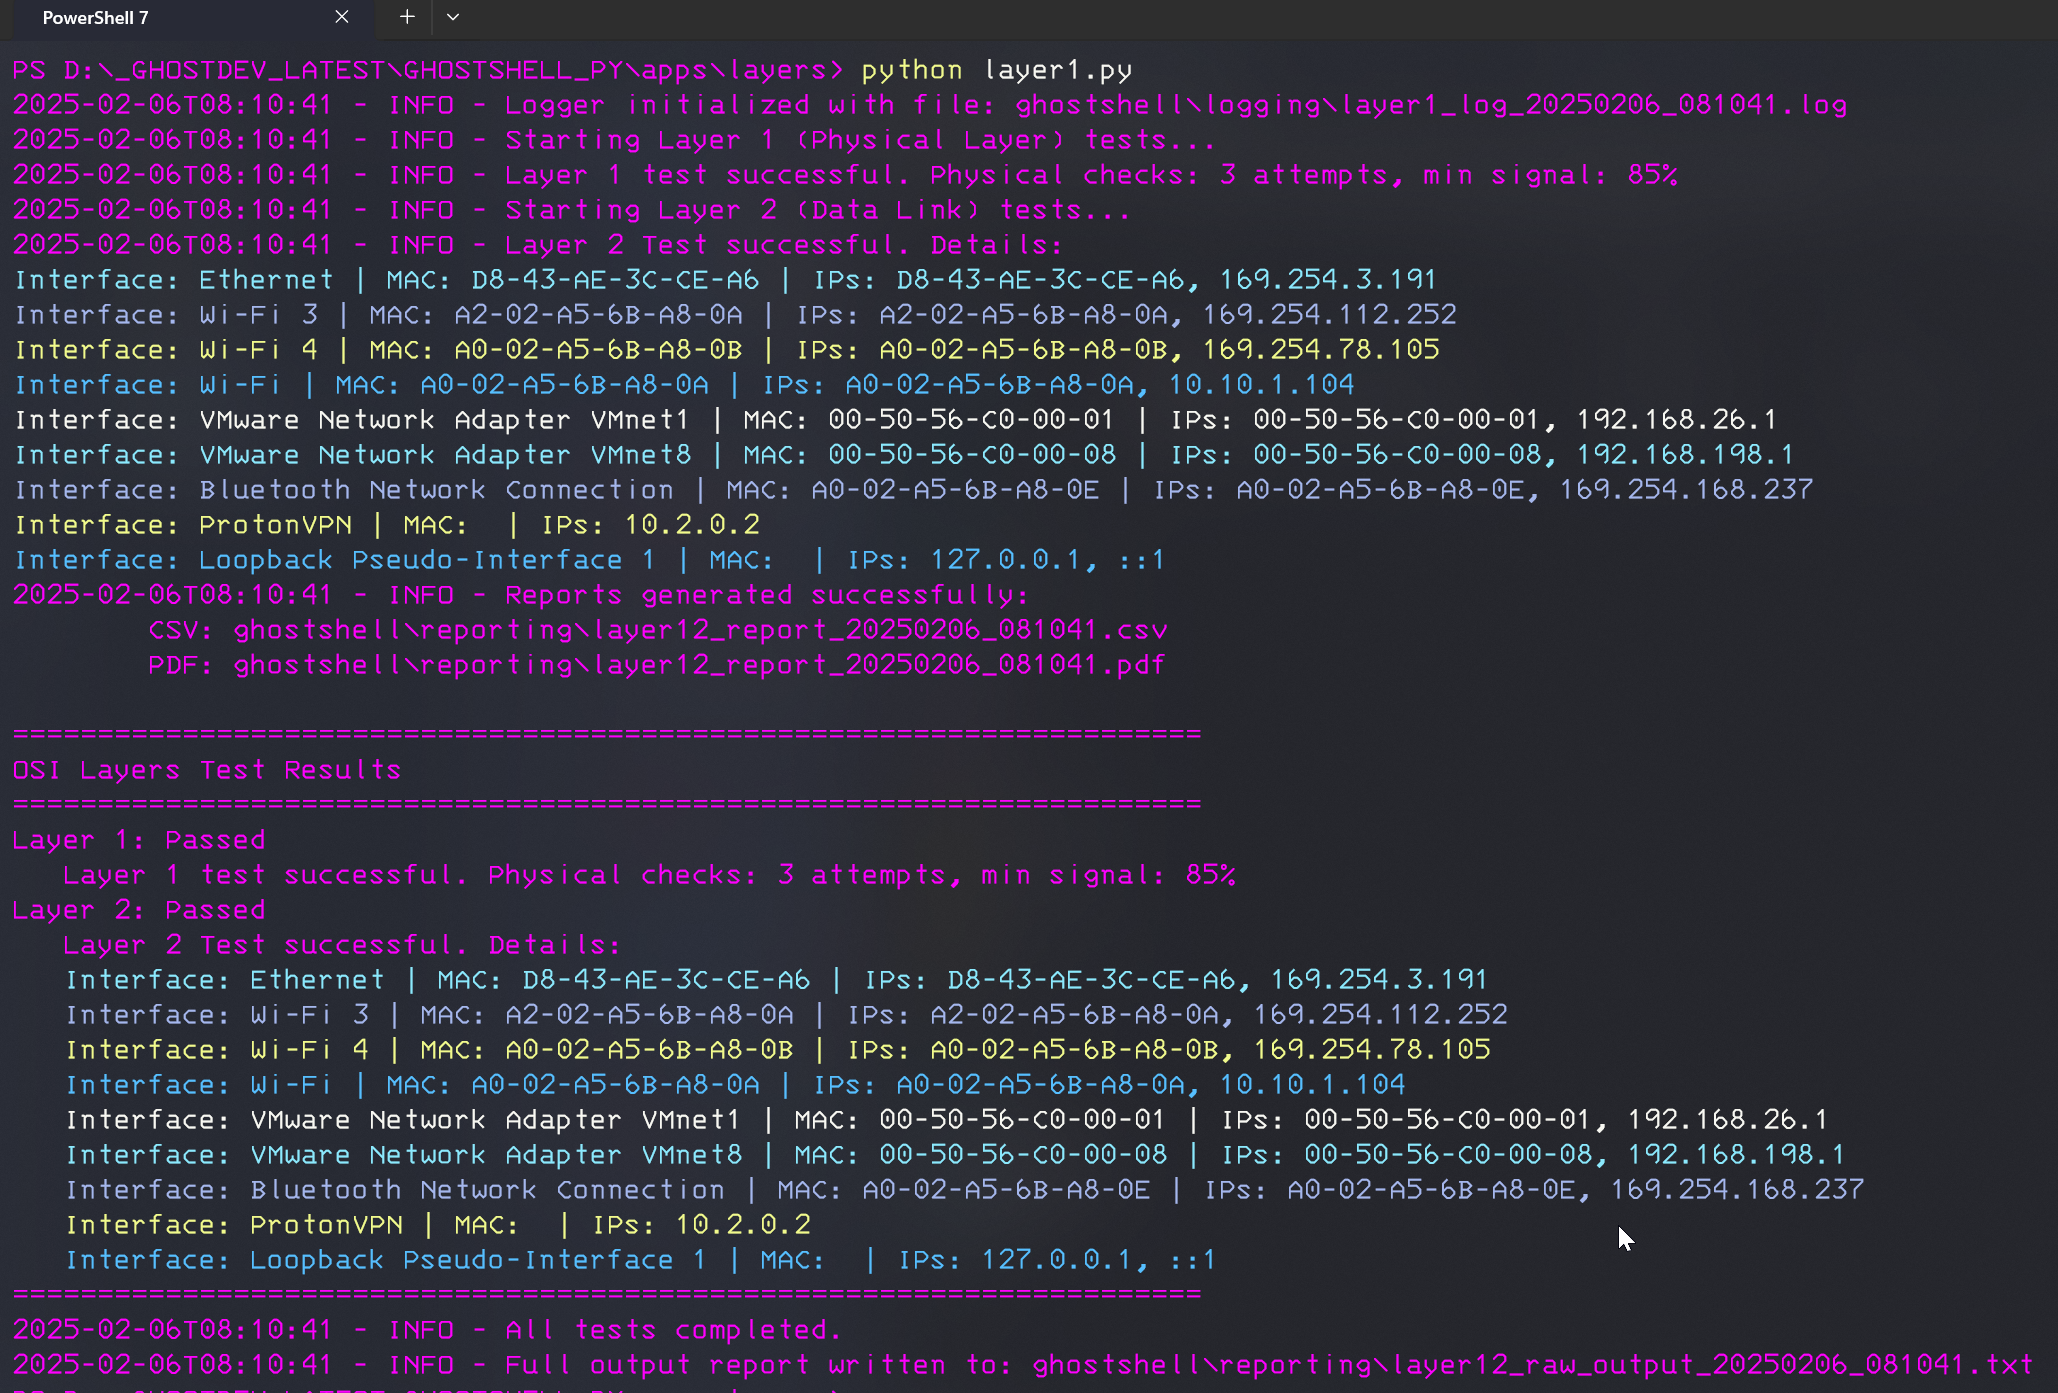 PowerShell 7
PS D:\_GHOSTDEV_LATEST\GHOSTSHELL_PY\apps\layers> python layer1.py
2025-02-06T08:10:41 - INFO - Logger initialized with file: ghostshell\logging\layer1_log_20250206_081041.log
2025-02-06T08:10:41 - INFO - Starting Layer 1 (Physical Layer) tests...
2025-02-06T08:10:41 - INFO - Layer 1 test successful. Physical checks: 3 attempts, min signal: 85%
2025-02-06T08:10:41 - INFO - Starting Layer 2 (Data Link) tests...
2025-02-06T08:10:41 - INFO - Layer 2 Test successful. Details:
Interface: Ethernet | MAC: D8-43-AE-3C-CE-A6 | IPs: D8-43-AE-3C-CE-A6, 169.254.3.191
Interface: Wi-Fi 3 | MAC: A2-02-A5-6B-A8-0A | IPs: A2-02-A5-6B-A8-0A, 169.254.112.252
Interface: Wi-Fi 4 | MAC: A0-02-A5-6B-A8-0B | IPs: A0-02-A5-6B-A8-0B, 169.254.78.105
Interface: Wi-Fi | MAC: A0-02-A5-6B-A8-0A | IPs: A0-02-A5-6B-A8-0A, 10.10.1.104
Interface: VMware Network Adapter VMnet1 | MAC: 00-50-56-C0-00-01 | IPs: 00-50-56-C0-00-01, 192.168.26.1
Interface: VMware Network Adapter VMnet8 | MAC: 00-50-56-C0-00-08 | IPs: 00-50-56-C0-00-08, 192.168.198.1
Interface: Bluetooth Network Connection | MAC: A0-02-A5-6B-A8-0E | IPs: A0-02-A5-6B-A8-0E, 169.254.168.237
Interface: ProtonVPN | MAC:  | IPs: 10.2.0.2
Interface: Loopback Pseudo-Interface 1 | MAC:  | IPs: 127.0.0.1, ::1
2025-02-06T08:10:41 - INFO - Reports generated successfully:
CSV: ghostshell\reporting\layer12_report_20250206_081041.csv
PDF: ghostshell\reporting\layer12_report_20250206_081041.pdf
======================================================================
OSI Layers Test Results
======================================================================
Layer 1: Passed
Layer 1 test successful. Physical checks: 3 attempts, min signal: 85%
Layer 2: Passed
Layer 2 Test successful. Details:
Interface: Ethernet | MAC: D8-43-AE-3C-CE-A6 | IPs: D8-43-AE-3C-CE-A6, 169.254.3.191
Interface: Wi-Fi 3 | MAC: A2-02-A5-6B-A8-0A | IPs: A2-02-A5-6B-A8-0A, 169.254.112.252
Interface: Wi-Fi 4 | MAC: A0-02-A5-6B-A8-0B | IPs: A0-02-A5-6B-A8-0B, 169.254.78.105
Interface: Wi-Fi | MAC: A0-02-A5-6B-A8-0A | IPs: A0-02-A5-6B-A8-0A, 10.10.1.104
Interface: VMware Network Adapter VMnet1 | MAC: 00-50-56-C0-00-01 | IPs: 00-50-56-C0-00-01, 192.168.26.1
Interface: VMware Network Adapter VMnet8 | MAC: 00-50-56-C0-00-08 | IPs: 00-50-56-C0-00-08, 192.168.198.1
Interface: Bluetooth Network Connection | MAC: A0-02-A5-6B-A8-0E | IPs: A0-02-A5-6B-A8-0E, 169.254.168.237
Interface: ProtonVPN | MAC:  | IPs: 10.2.0.2
Interface: Loopback Pseudo-Interface 1 | MAC:  | IPs: 127.0.0.1, ::1
======================================================================
2025-02-06T08:10:41 - INFO - All tests completed.
2025-02-06T08:10:41 - INFO - Full output report written to: ghostshell\reporting\layer12_raw_output_20250206_081041.txt